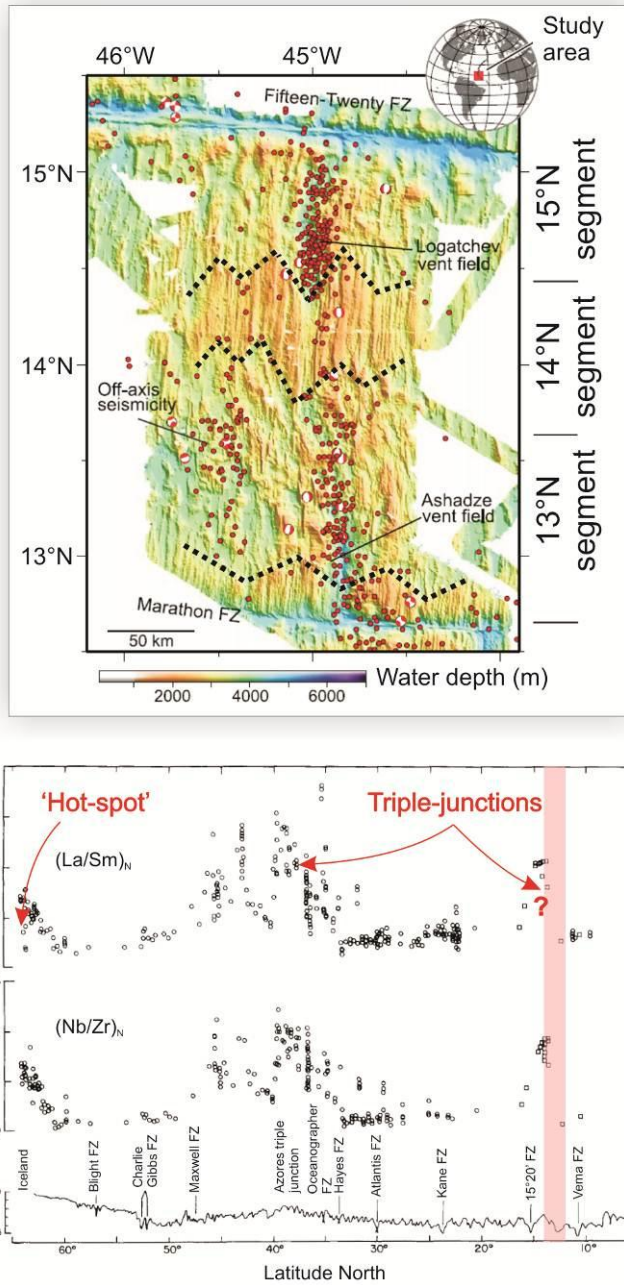 46°W
45°W
Study
area
Fifteen-Twenty FZ
15°N
Logatchev
vent field
15°N
segment
14°N
14°N
segment
Off-axis
seismicity
13°N
segment
Ashadze
vent field
13°N
Marathon FZ
50 km
2000
4000
6000
Water depth (m)
'Hot-spot'
Triple-junctions
(La/Sm)N
?
(Nb/Zr)N
Iceland
Blight FZ
Charlie
Gibbs FZ
Maxwell FZ
Azores triple
junction
Oceanographer
FZ
Hayes FZ
Atlantis FZ
Kane FZ
15°20' FZ
Vema FZ
60°
50°
40°
30°
20°
10°
Latitude North